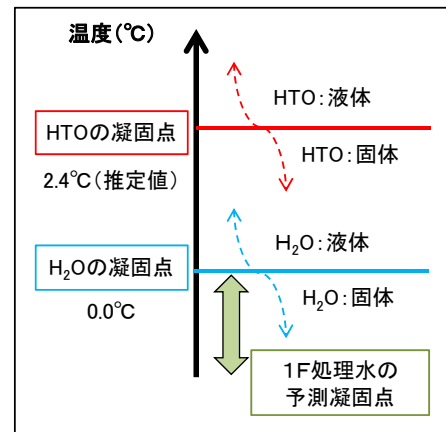 温度(℃)
HTO:液体
HTOの凝固点
HTO:固体
2.4℃(推定値)
H₂O:液体
H₂Oの凝固点
H₂O:固体
0.0℃
1F処理水の
予測凝固点